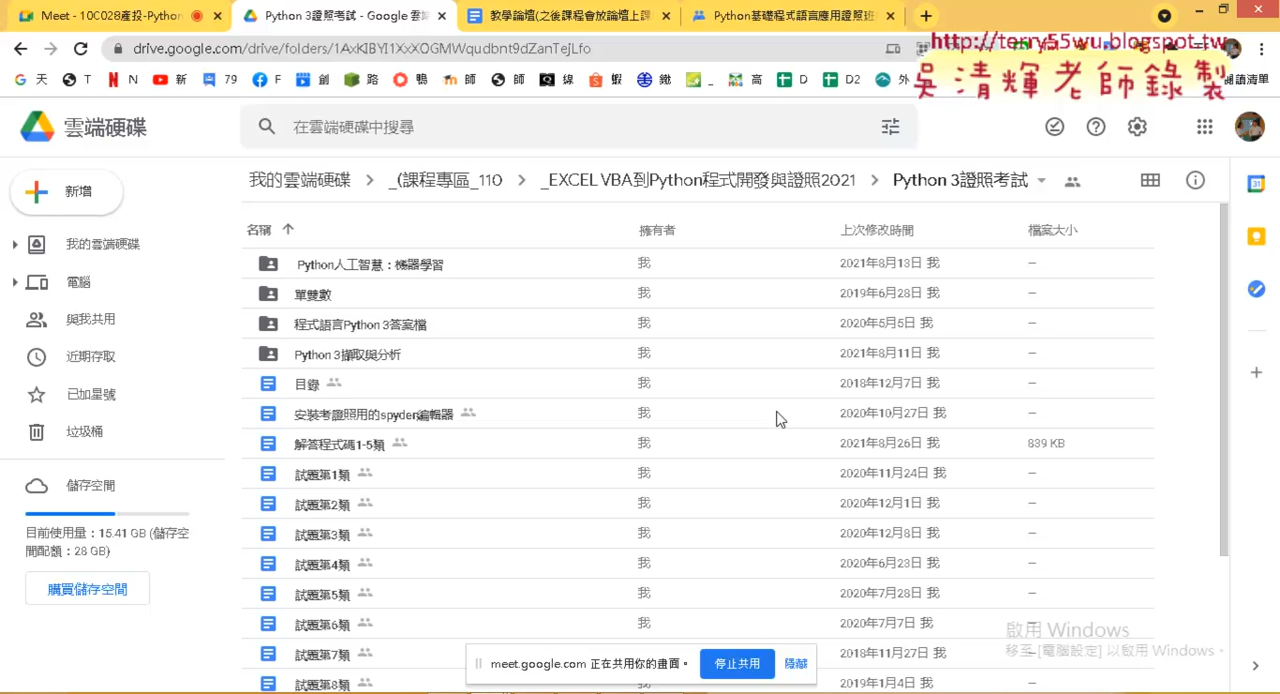 Meet - 10C028產投-Python
Python 3證照考試 - Google 雲端
教學論壇(之後課程會放論壇上課
Python基礎程式語言應用證照班
drive.google.com/drive/folders/1AxKIBYI1XxXOGMWqudbnt9dZanTejLfo
http://terry55wu.blogspot.tw
吳清輝老師錄製
天 T 新 79 F 創 路 鴨 師 師 線 蝦 鐵 _ 高 D D2 外 閱讀清單
雲端硬碟
在雲端硬碟中搜尋
新增
我的雲端硬碟
電腦
與我共用
近期存取
已加星號
垃圾桶
儲存空間
目前使用量：15.41 GB (儲存空
間配額：28 GB)
購買儲存空間
我的雲端硬碟 > _(課程專區_110 > _EXCEL VBA到Python程式開發與證照2021 > Python 3證照考試
名稱 擁有者 上次修改時間 檔案大小
Python人工智慧：機器學習 我 2021年8月13日 我 –
單雙數 我 2019年6月28日 我 –
程式語言Python 3答案檔 我 2020年5月5日 我 –
Python 3擷取與分析 我 2021年8月11日 我 –
目錄 我 2018年12月7日 我 –
安裝考證照用的spyder編輯器 我 2020年10月27日 我 –
解答程式碼1-5類 我 2021年8月26日 我 839 KB
試題第1類 我 2020年11月24日 我 –
試題第2類 我 2020年12月1日 我 –
試題第3類 我 2020年12月8日 我 –
試題第4類 我 2020年6月23日 我 –
試題第5類 我 2020年7月28日 我 –
試題第6類 我 2020年7月7日 我 –
試題第7類 我 2018年11月27日 我 –
試題第8類 我 2019年1月4日 我 –
meet.google.com 正在共用你的畫面。 停止共用 隱藏
啟用 Windows
移至 [電腦設定] 以啟用 Windows。